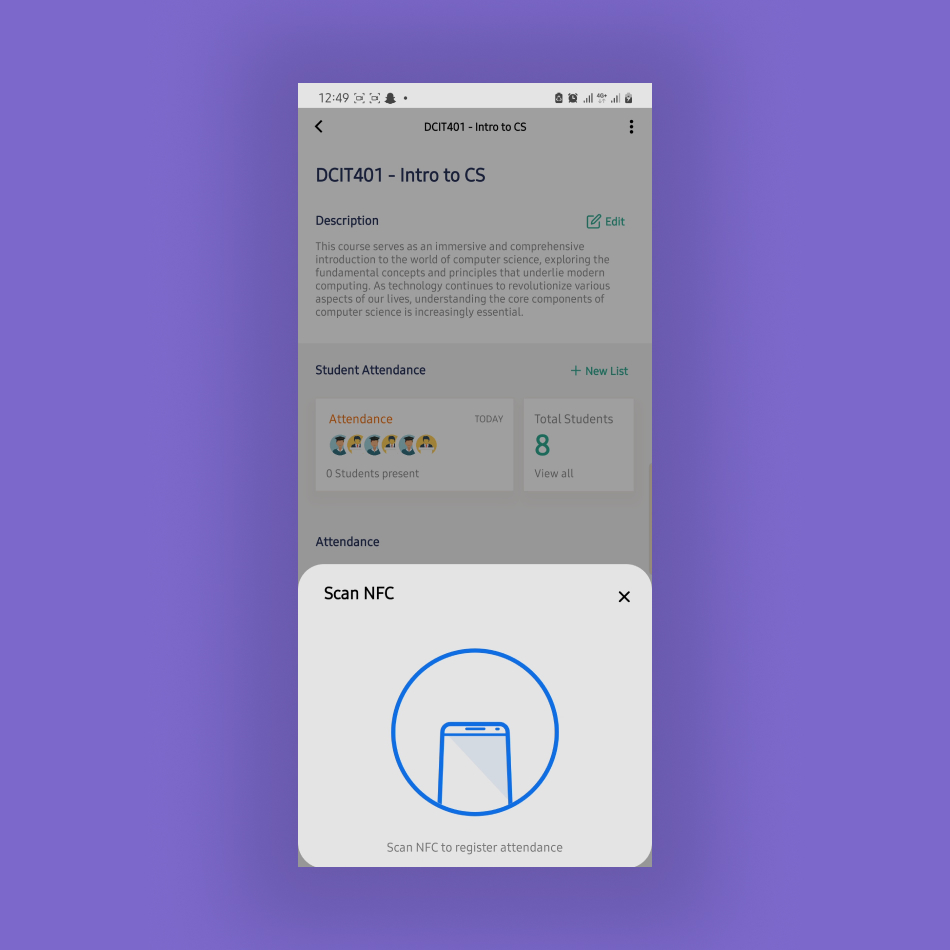 12:49
4G+
DCIT401 - Intro to CS
DCIT401 - Intro to CS
Description
Edit
This course serves as an immersive and comprehensive
introduction to the world of computer science, exploring the
fundamental concepts and principles that underlie modern
computing. As technology continues to revolutionize various
aspects of our lives, understanding the core components of
computer science is increasingly essential.
Student Attendance
+ New List
Attendance
TODAY
0 Students present
Total Students
8
View all
Attendance
Scan NFC
Scan NFC to register attendance